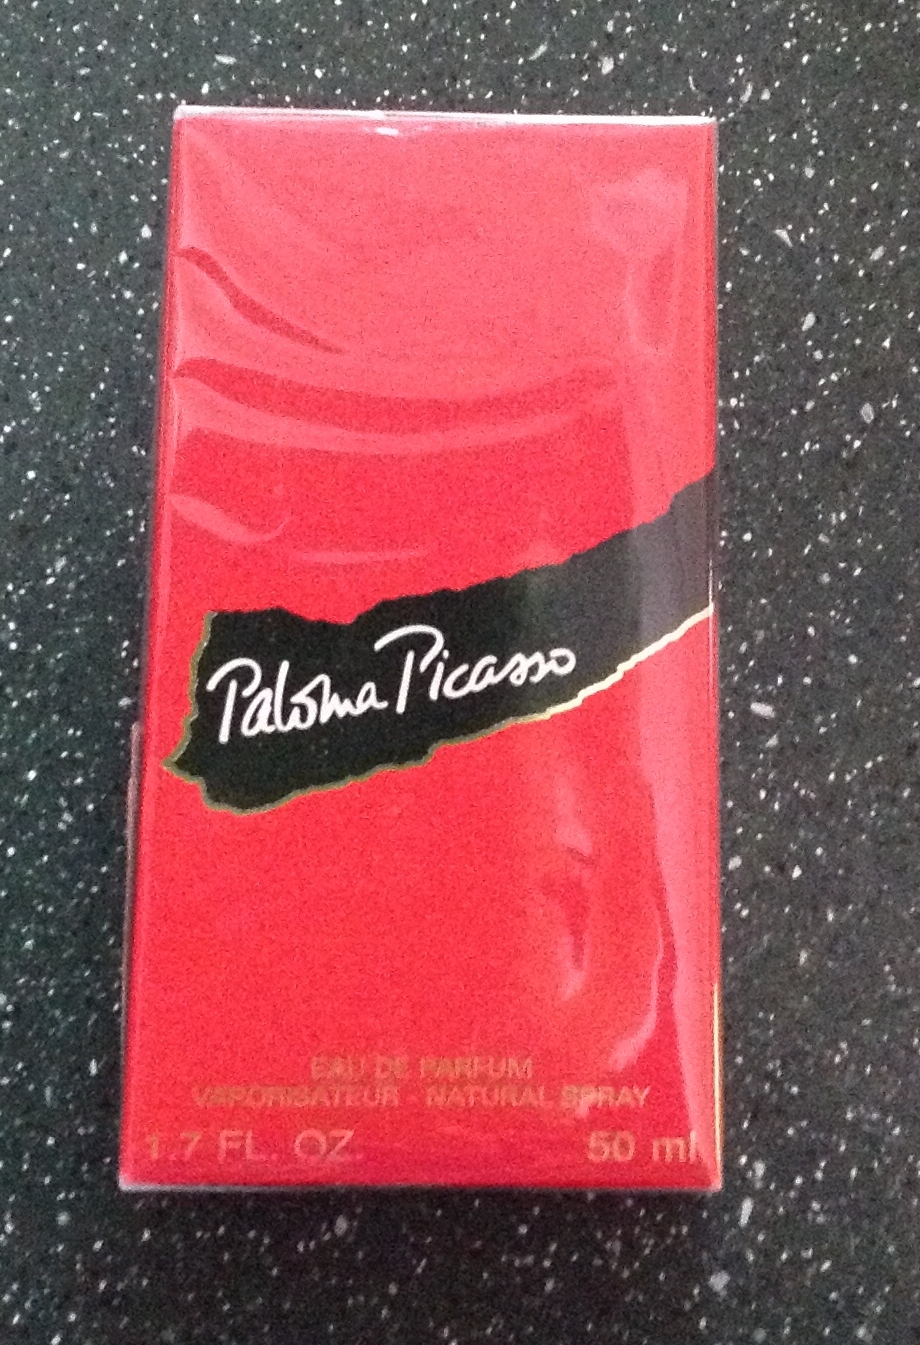 Paloma Picasso
EAU DE PARFUM
VAPORISATEUR - NATURAL SPRAY
1.7 FL. OZ. 50 ml